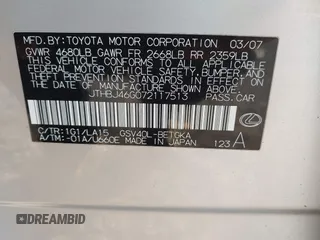 MFD. BY: TOYOTA MOTOR CORPORATION 03/07
GVWR 4680LB GAWR FR 2668LB RR 2359LB
THIS VEHICLE CONFORMS TO ALL APPLICABLE
FEDERAL MOTOR VEHICLE SAFETY, BUMPER, AND
THEFT PREVENTION STANDARDS IN EFFECT ON
THE DATE OF MANUFACTURE SHOWN ABOVE.
JTHBJ46G072117513 PASS.CAR
C/TR: 1G1/LA15 GSV40L-BETGKA
A/TM: -01A/U660E MADE IN JAPAN 123 A
DREAMBID